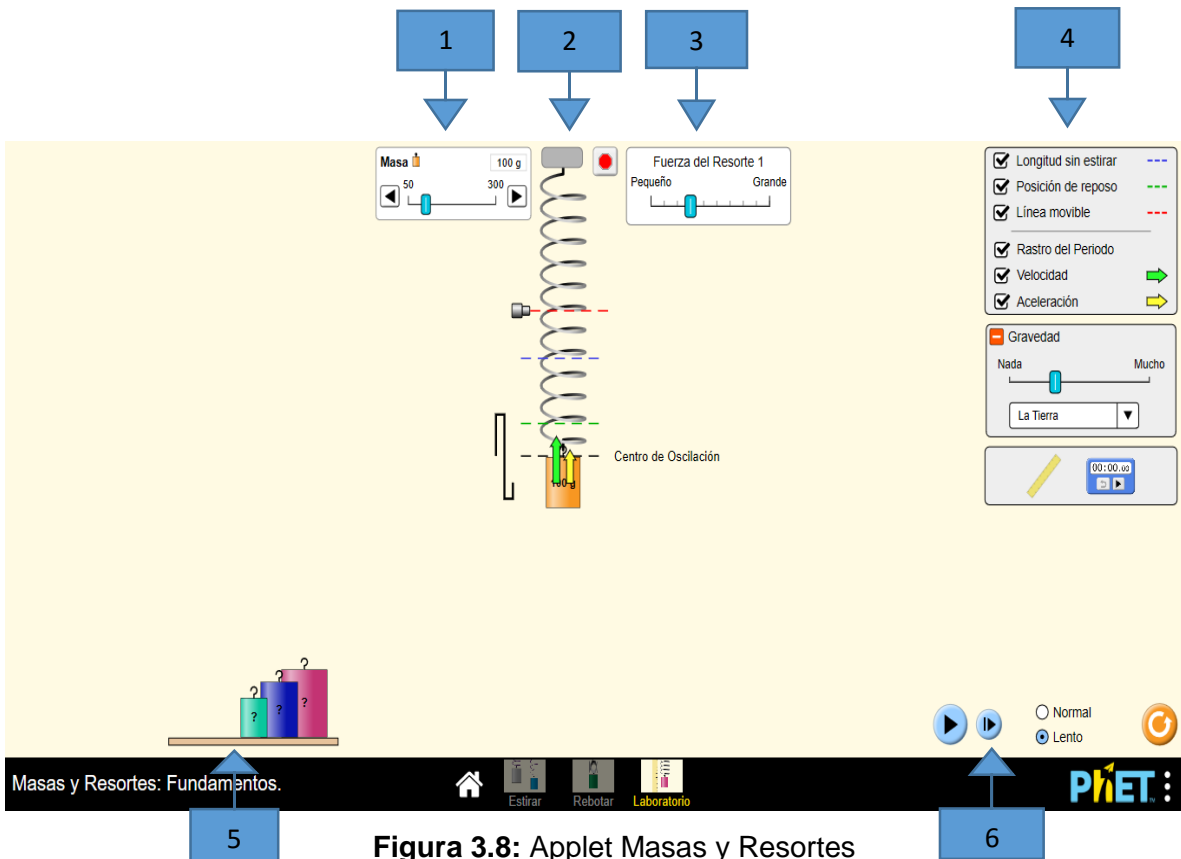 1
2
3
4
Masa 100 g
50 300
Fuerza del Resorte 1
Pequeño Grande
Longitud sin estirar
Posición de reposo
Línea movible
Rastro del Periodo
Velocidad
Aceleración
Gravedad
Nada Mucho
La Tierra
00:00.00
Centro de Oscilación
100 g
? ? ?
? ? ?
Normal
Lento
Masas y Resortes: Fundamentos.
Estirar Rebotar Laboratorio
PhET
5
6
Figura 3.8: Applet Masas y Resortes